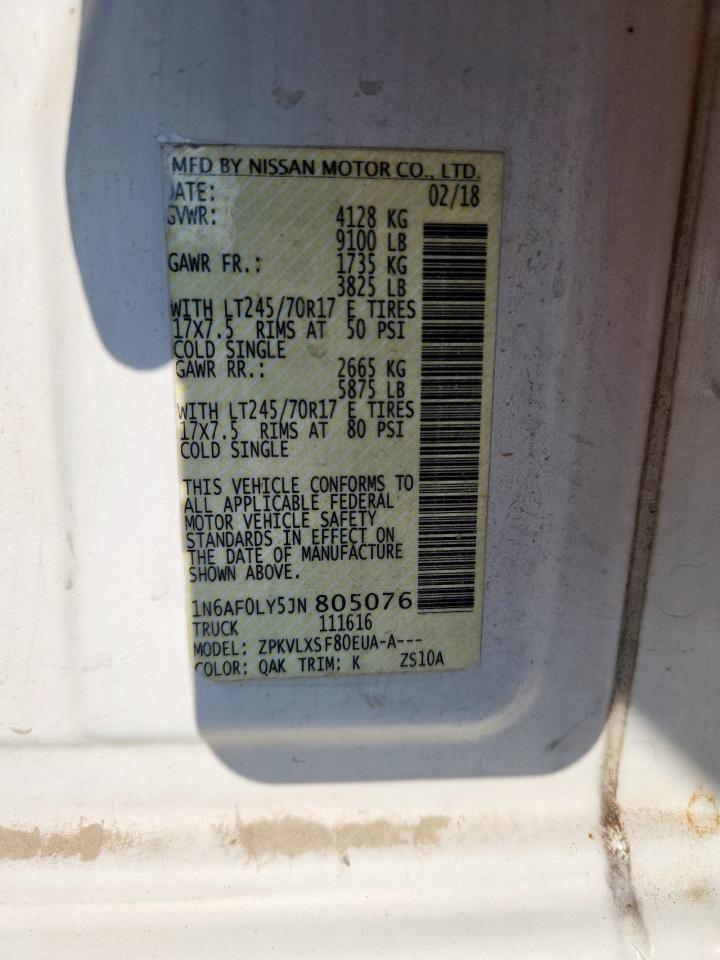 MFD BY NISSAN MOTOR CO., LTD.
DATE: 02/18
GVWR: 4128 KG
9100 LB
GAWR FR.: 1735 KG
3825 LB
WITH LT245/70R17 E TIRES
17X7.5 RIMS AT 50 PSI
COLD SINGLE
GAWR RR.: 2665 KG
5875 LB
WITH LT245/70R17 E TIRES
17X7.5 RIMS AT 80 PSI
COLD SINGLE
THIS VEHICLE CONFORMS TO
ALL APPLICABLE FEDERAL
MOTOR VEHICLE SAFETY
STANDARDS IN EFFECT ON
THE DATE OF MANUFACTURE
SHOWN ABOVE.
1N6AF0LY5JN 805076
TRUCK 111616
MODEL: ZPKVLXSF80EUA-A---
COLOR: QAK TRIM: K ZS10A